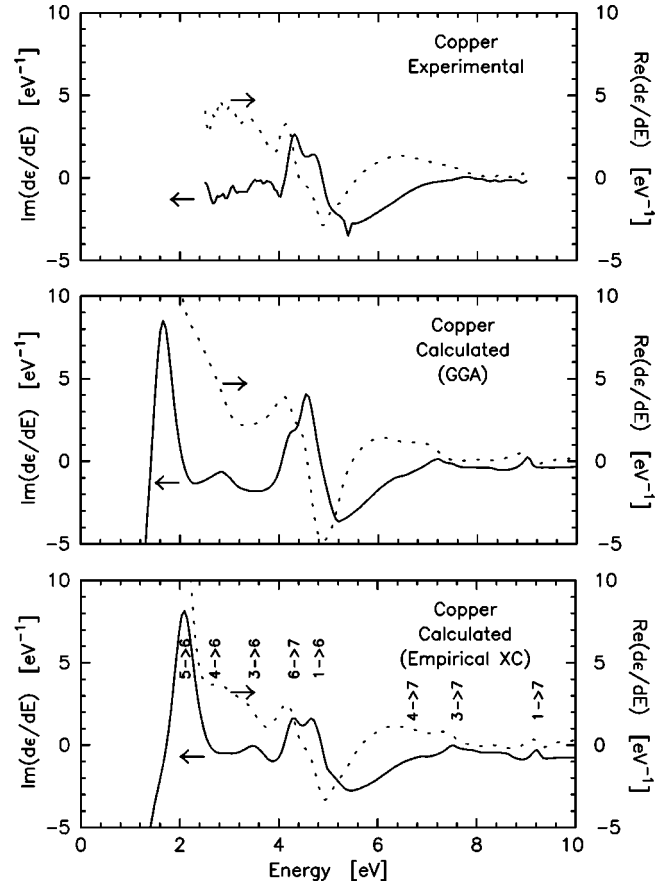 10
5
0
−5
Im(dϵ/dE) [eV⁻¹]
Copper
Experimental
10
5
0
−5
Re(dϵ/dE) [eV⁻¹]
10
5
0
−5
Im(dϵ/dE) [eV⁻¹]
Copper
Calculated
(GGA)
10
5
0
−5
Re(dϵ/dE) [eV⁻¹]
10
5
0
−5
Im(dϵ/dE) [eV⁻¹]
5->6
4->6
3->6
6->7
1->6
Copper
Calculated
(Empirical XC)
4->7
3->7
1->7
10
5
0
−5
Re(dϵ/dE) [eV⁻¹]
0 2 4 6 8 10
Energy [eV]